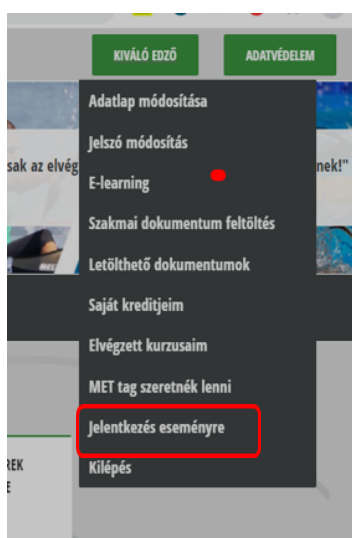 KIVÁLÓ EDZŐ ADATVÉDELEM
Adatlap módosítása
Jelszó módosítás
sak az elvég nek!"
E-learning
Szakmai dokumentum feltöltés
Letölthető dokumentumok
Saját kreditjeim
Elvégzett kurzusaim
MET tag szeretnék lenni
Jelentkezés eseményre
REK Kilépés
E